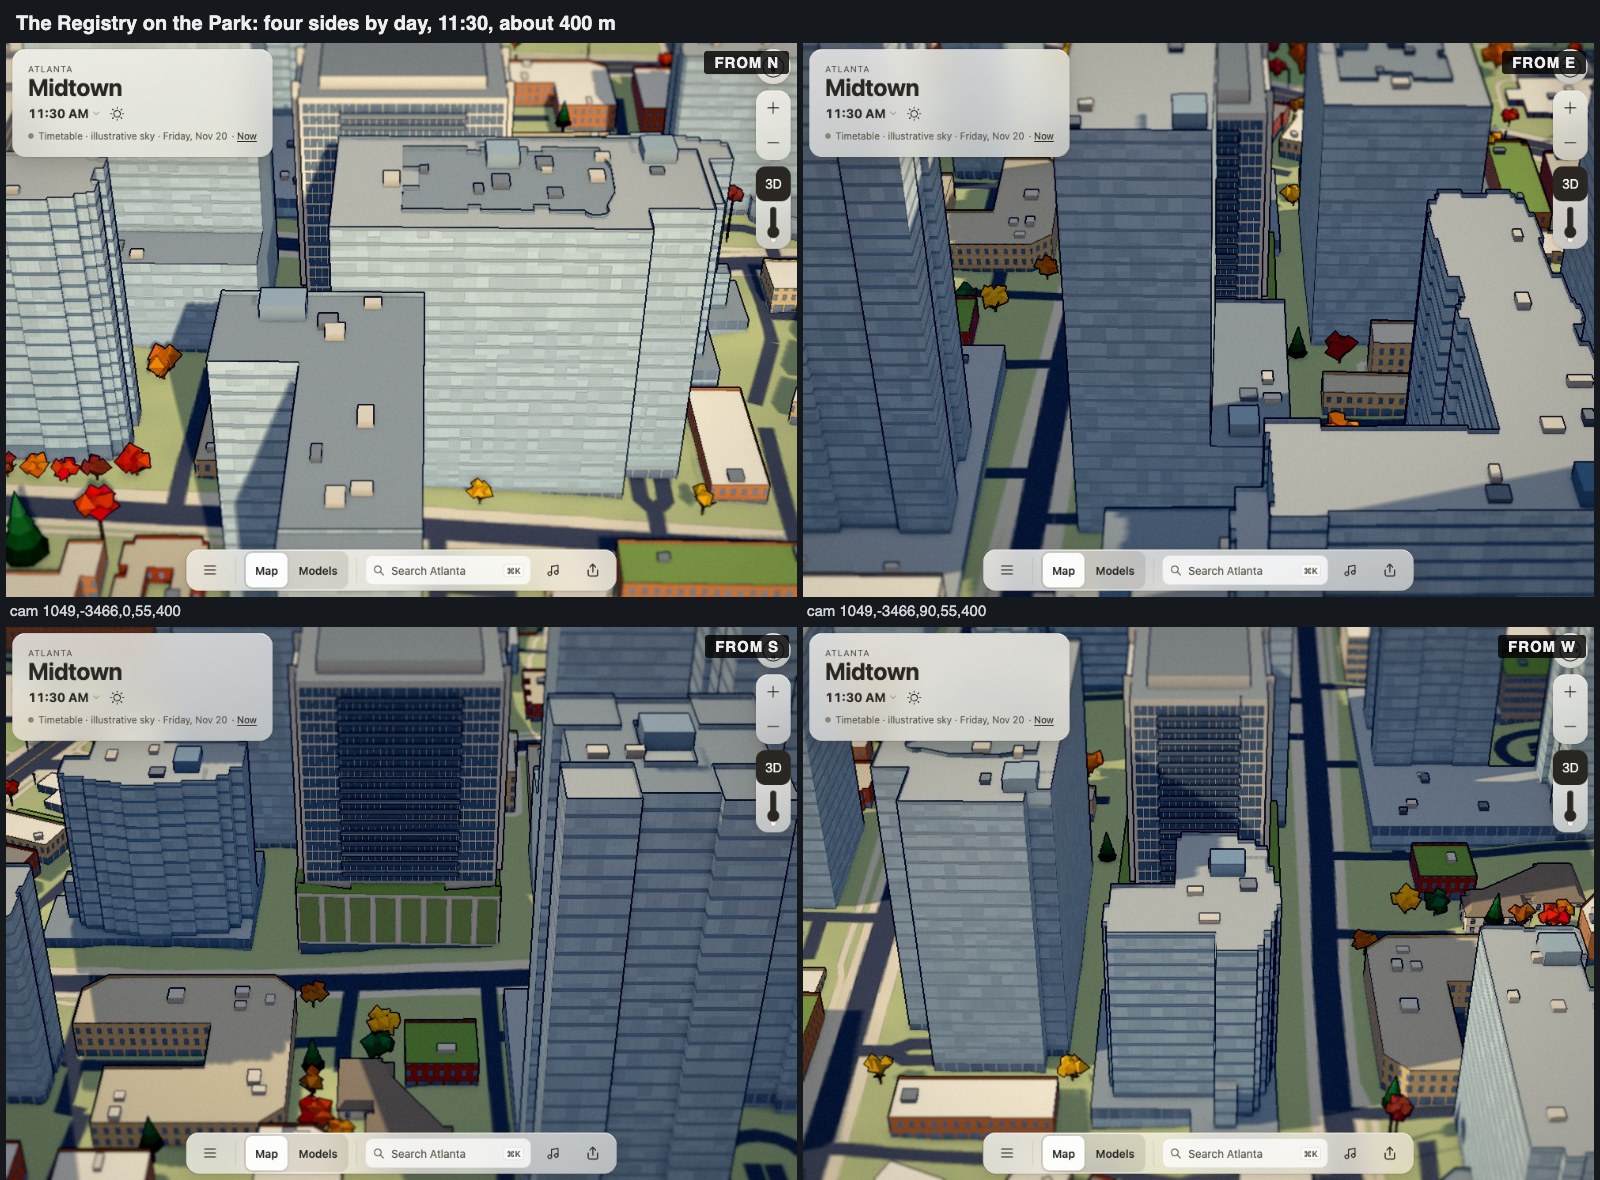 The Registry on the Park: four sides by day, 11:30, about 400 m
ATLANTA
Midtown
11:30 AM
Timetable · illustrative sky · Friday, Nov 20 · Now
FROM N
+
−
3D
Map
Models
Search Atlanta
⌘K
cam 1049,-3466,0,55,400
ATLANTA
Midtown
11:30 AM
Timetable · illustrative sky · Friday, Nov 20 · Now
FROM E
+
−
3D
Map
Models
Search Atlanta
⌘K
cam 1049,-3466,90,55,400
ATLANTA
Midtown
11:30 AM
Timetable · illustrative sky · Friday, Nov 20 · Now
FROM S
+
−
3D
Map
Models
Search Atlanta
⌘K
ATLANTA
Midtown
11:30 AM
Timetable · illustrative sky · Friday, Nov 20 · Now
FROM W
+
−
3D
Map
Models
Search Atlanta
⌘K